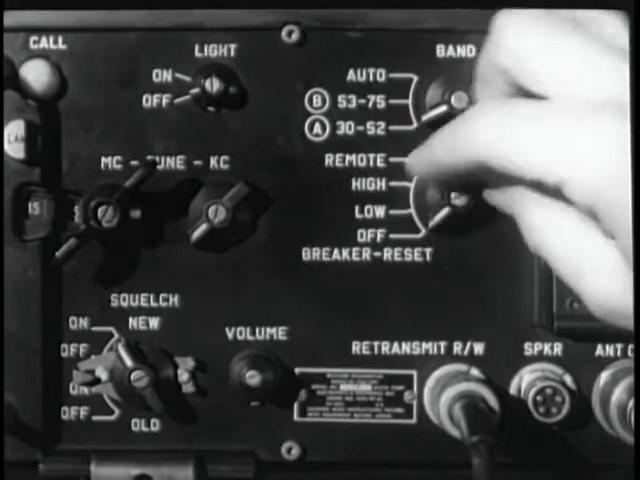 CALL
LIGHT
ON
OFF
BAND
AUTO
B 53-75
A 30-52
REMOTE
HIGH
LOW
OFF
BREAKER-RESET
MC - TUNE - KC
SQUELCH
NEW
ON
OFF
ON
OFF
OLD
VOLUME
RETRANSMIT R/W
SPKR
ANT